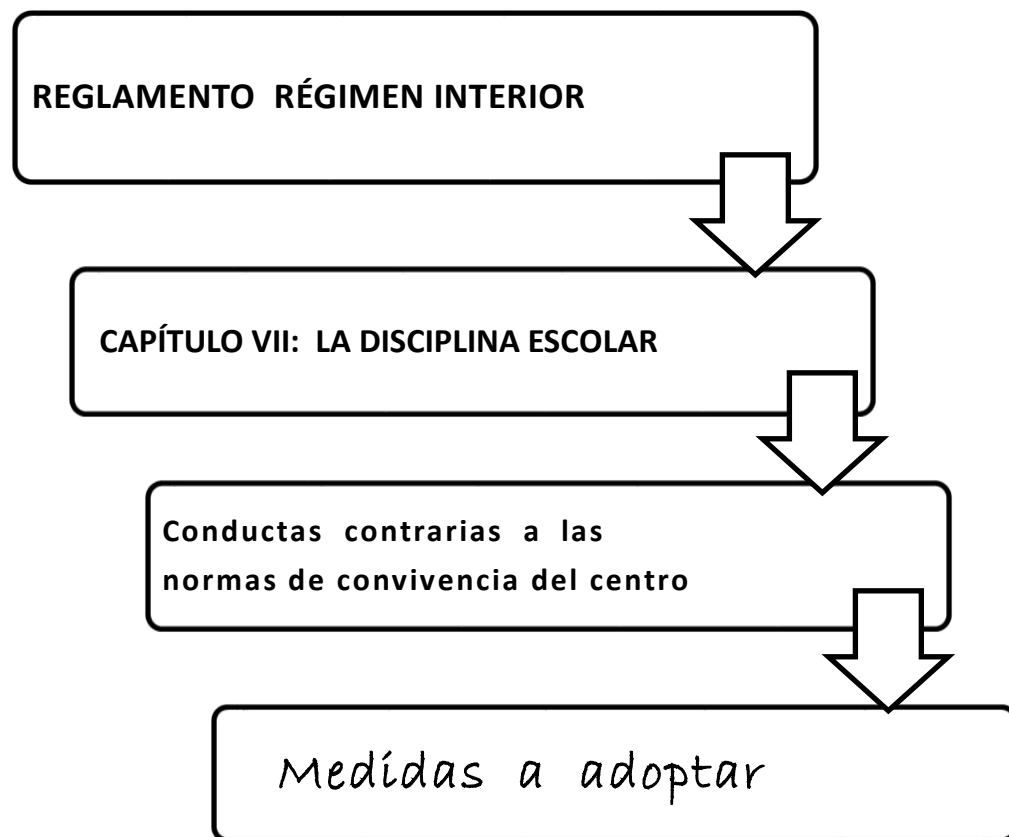 REGLAMENTO RÉGIMEN INTERIOR
CAPÍTULO VII: LA DISCIPLINA ESCOLAR
Conductas contrarias a las
normas de convivencia del centro
Medidas a adoptar